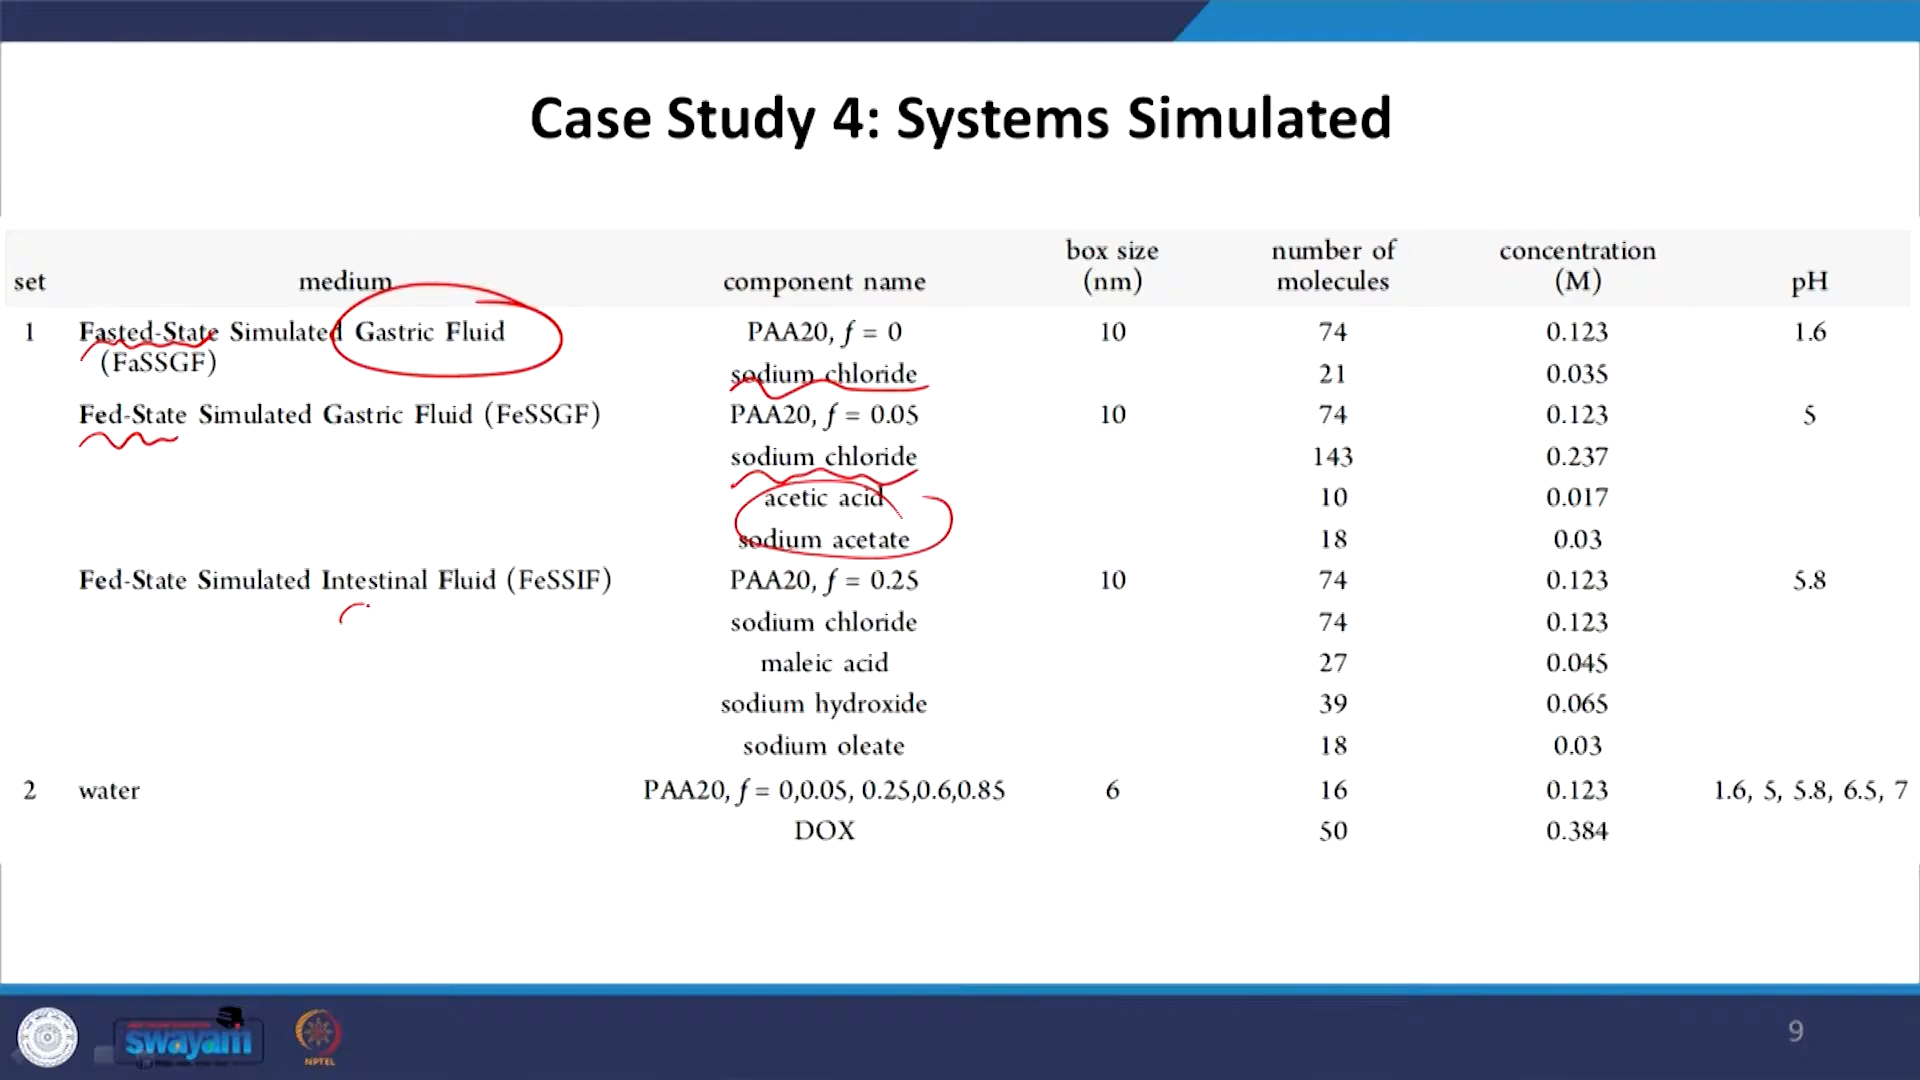 Case Study 4: Systems Simulated
set medium component name box size (nm) number of molecules concentration (M) pH
1 Fasted-State Simulated Gastric Fluid (FaSSGF) PAA20, f = 0 10 74 0.123 1.6
sodium chloride 21 0.035
Fed-State Simulated Gastric Fluid (FeSSGF) PAA20, f = 0.05 10 74 0.123 5
sodium chloride 143 0.237
acetic acid 10 0.017
sodium acetate 18 0.03
Fed-State Simulated Intestinal Fluid (FeSSIF) PAA20, f = 0.25 10 74 0.123 5.8
sodium chloride 74 0.123
maleic acid 27 0.045
sodium hydroxide 39 0.065
sodium oleate 18 0.03
2 water PAA20, f = 0,0.05, 0.25,0.6,0.85 6 16 0.123 1.6, 5, 5.8, 6.5, 7
DOX 50 0.384
swayam
NPTEL
9